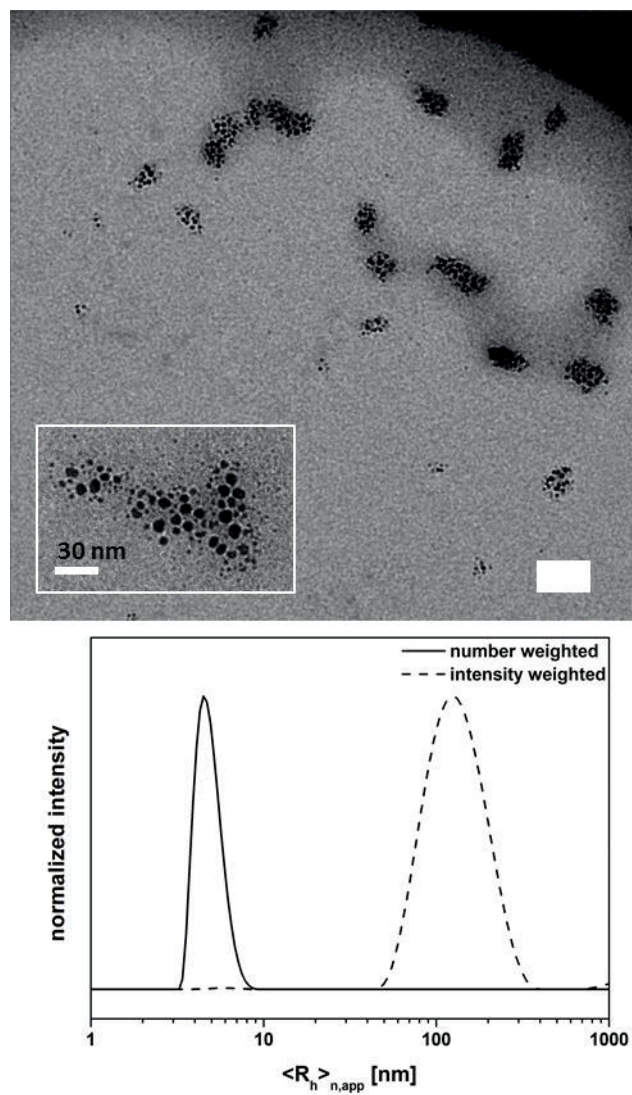 30 nm
number weighted
intensity weighted
normalized intensity
1
10
100
1000
<R_h>_n,app [nm]